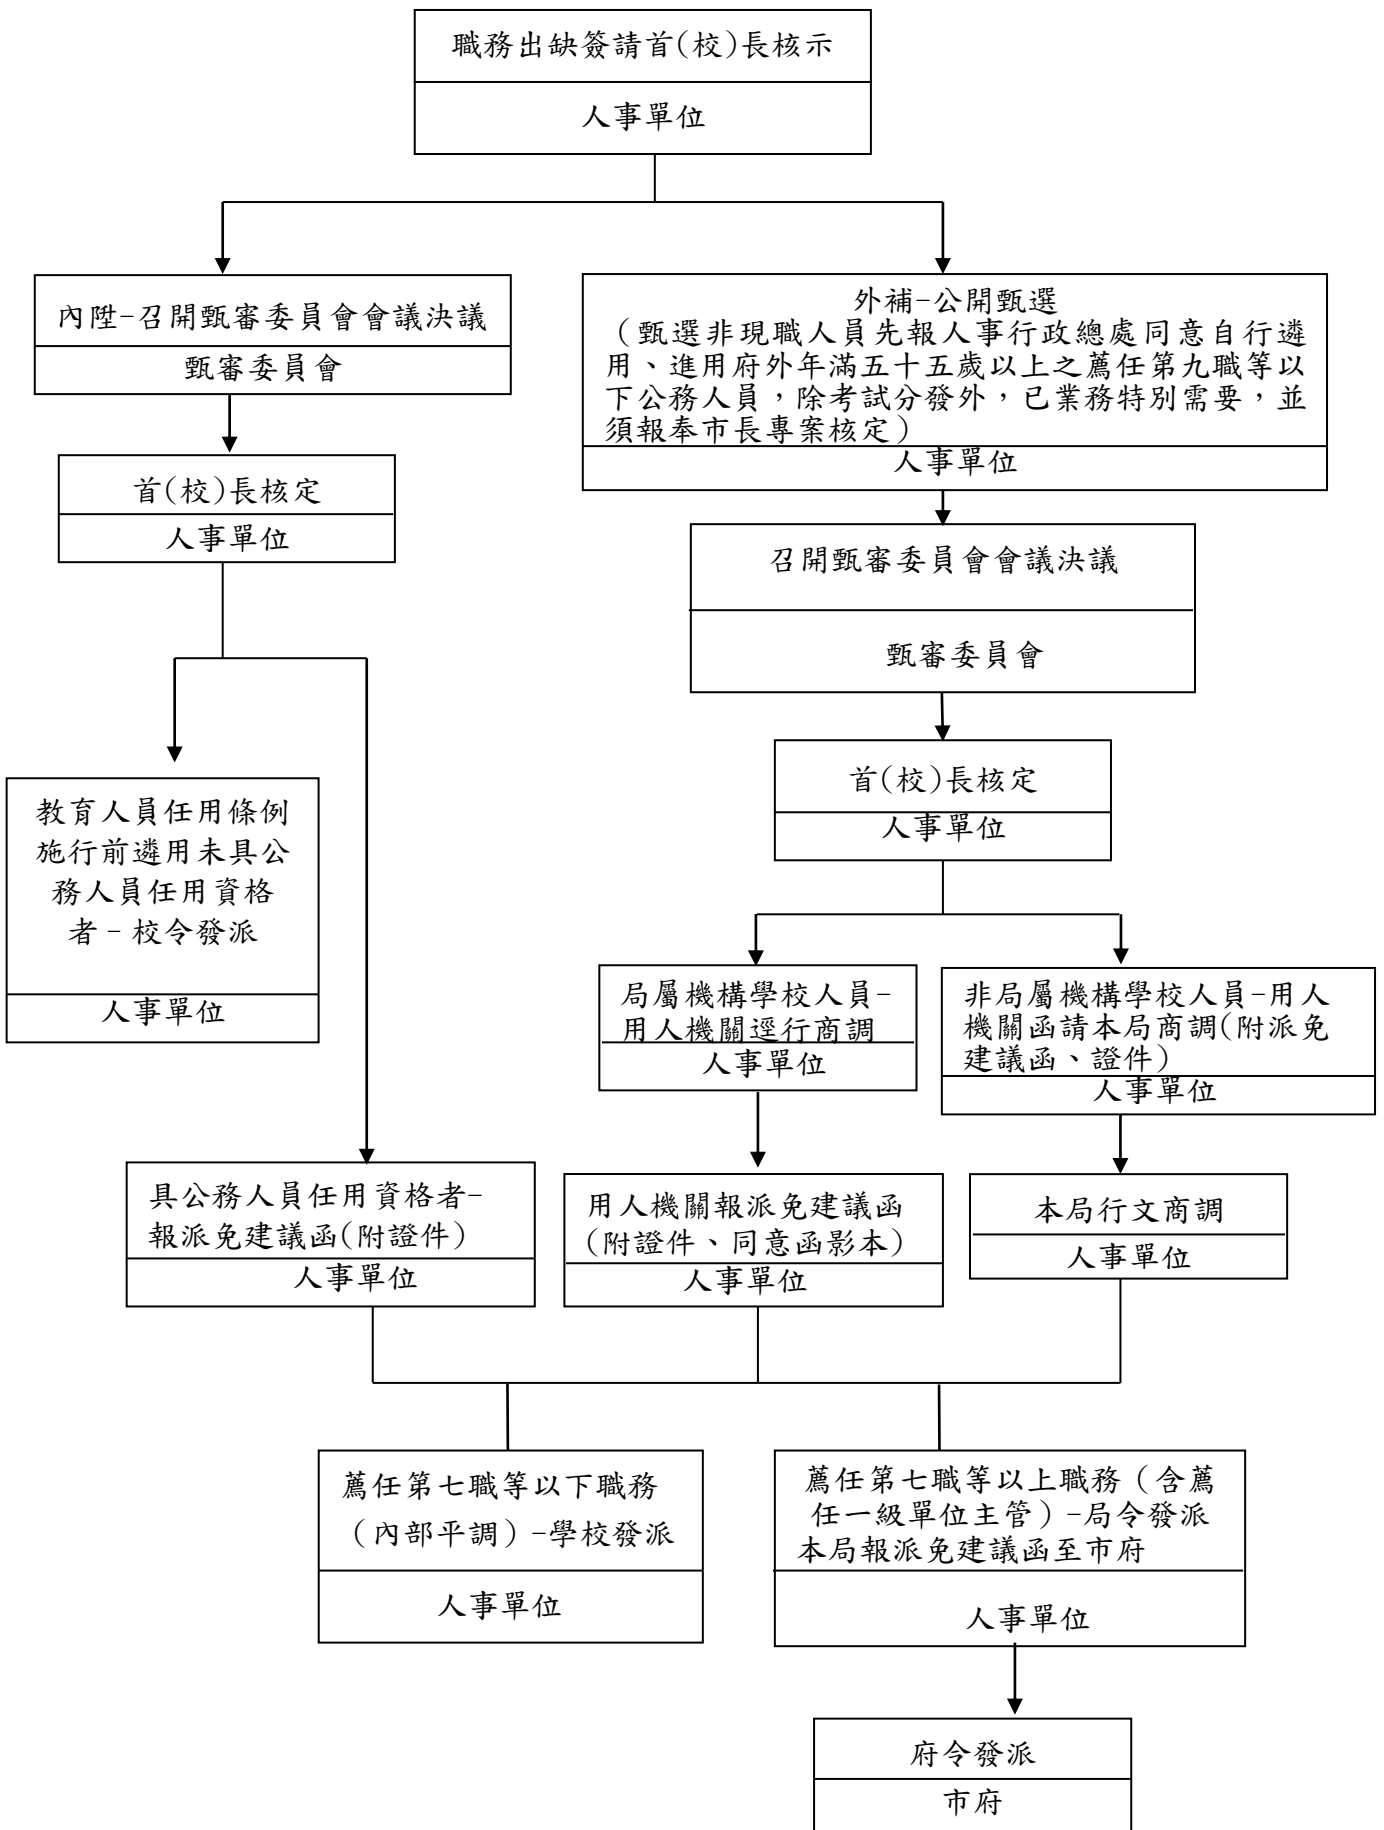 職務出缺簽請首(校)長核示
人事單位
內陞-召開甄審委員會會議決議
甄審委員會
外補-公開甄選
（甄選非現職人員先報人事行政總處同意自行遴
用、進用府外年滿五十五歲以上之薦任第九職等以
下公務人員，除考試分發外，已業務特別需要，並
須報奉市長專案核定）
人事單位
首(校)長核定
人事單位
召開甄審委員會會議決議
甄審委員會
首(校)長核定
人事單位
教育人員任用條例
施行前遴用未具公
務人員任用資格
者－校令發派
人事單位
局屬機構學校人員-
用人機關逕行商調
人事單位
非局屬機構學校人員-用人
機關函請本局商調(附派免
建議函、證件)
人事單位
具公務人員任用資格者-
報派免建議函(附證件)
人事單位
用人機關報派免建議函
(附證件、同意函影本)
人事單位
本局行文商調
人事單位
薦任第七職等以下職務
（內部平調）-學校發派
人事單位
薦任第七職等以上職務（含薦
任一級單位主管）-局令發派
本局報派免建議函至市府
人事單位
府令發派
市府